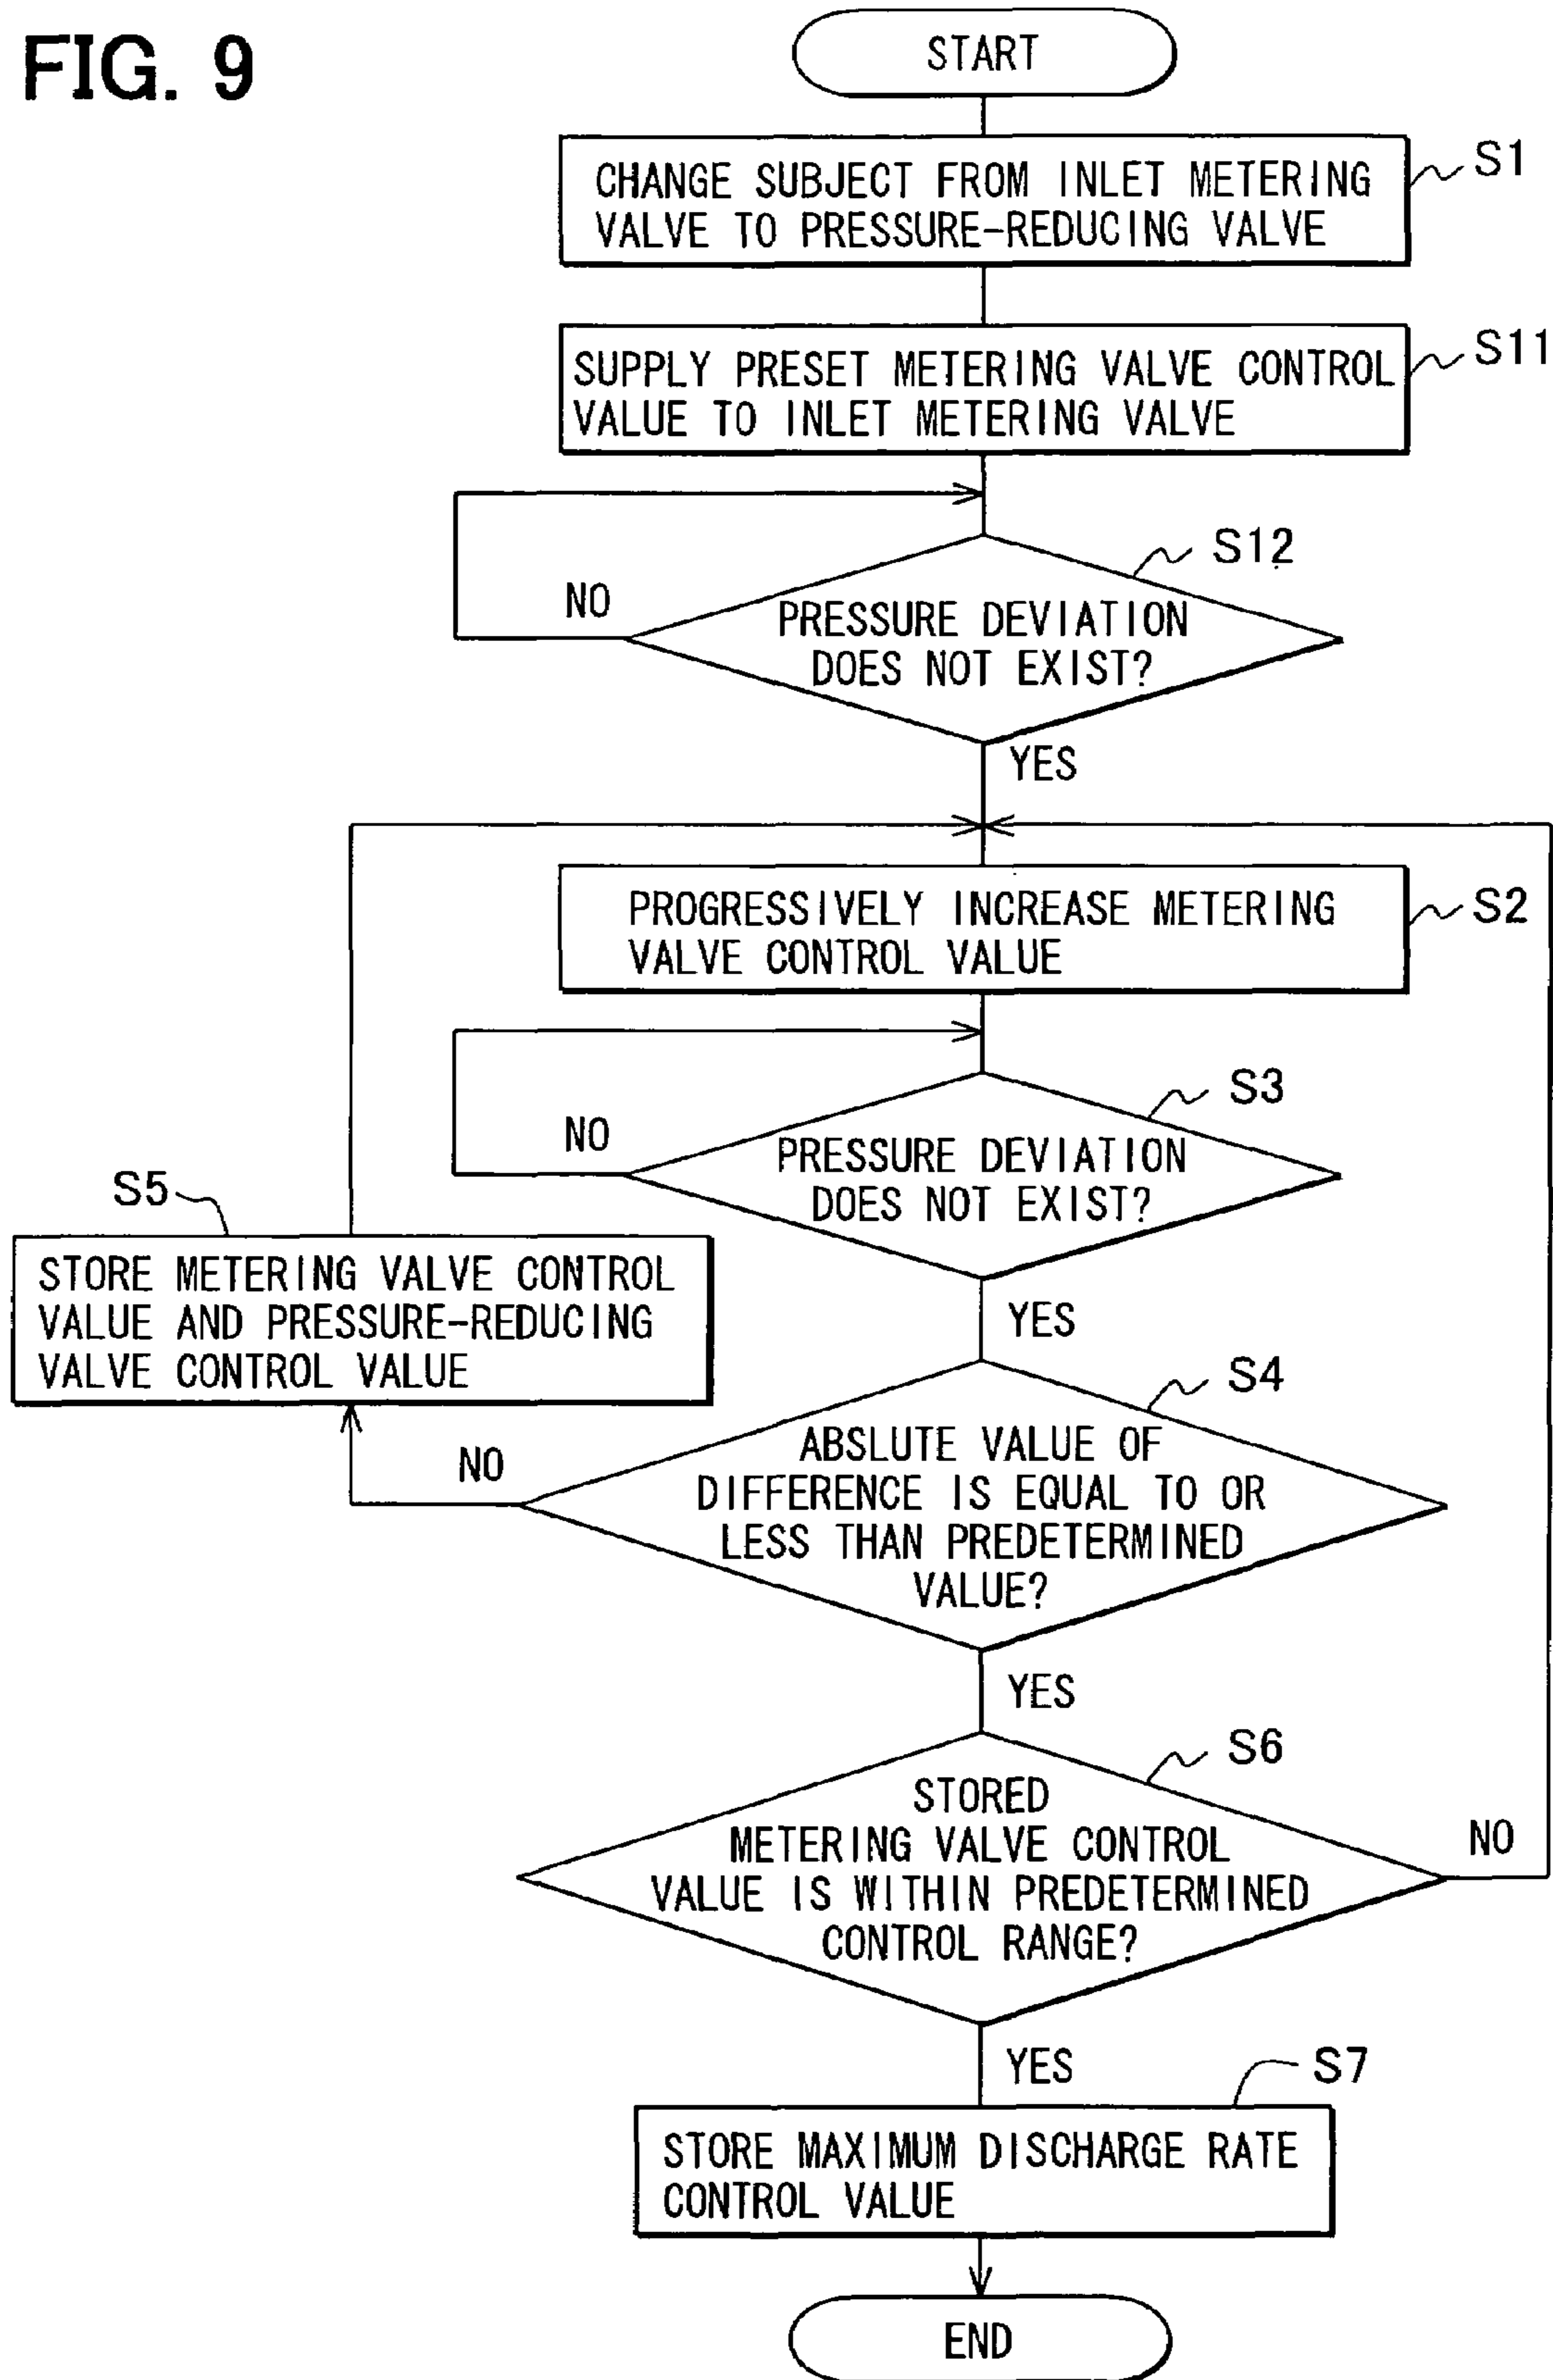 FIG. 9
START
CHANGE SUBJECT FROM INLET METERING
VALVE TO PRESSURE-REDUCING VALVE
S1
SUPPLY PRESET METERING VALVE CONTROL
VALUE TO INLET METERING VALVE
S11
S12
NO
PRESSURE DEVIATION
DOES NOT EXIST?
YES
PROGRESSIVELY INCREASE METERING
VALVE CONTROL VALUE
S2
S3
NO
PRESSURE DEVIATION
DOES NOT EXIST?
YES
S5
STORE METERING VALVE CONTROL
VALUE AND PRESSURE-REDUCING
VALVE CONTROL VALUE
S4
NO
ABSLUTE VALUE OF
DIFFERENCE IS EQUAL TO OR
LESS THAN PREDETERMINED
VALUE?
YES
S6
STORED
METERING VALVE CONTROL
VALUE IS WITHIN PREDETERMINED
CONTROL RANGE?
NO
YES
S7
STORE MAXIMUM DISCHARGE RATE
CONTROL VALUE
END